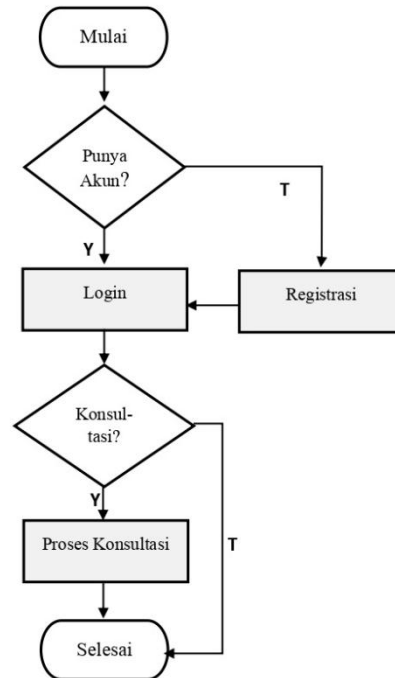 Mulai
Punya
Akun?
T
Y
Login
Registrasi
Konsul-
tasi?
Y
Proses Konsultasi
T
Selesai